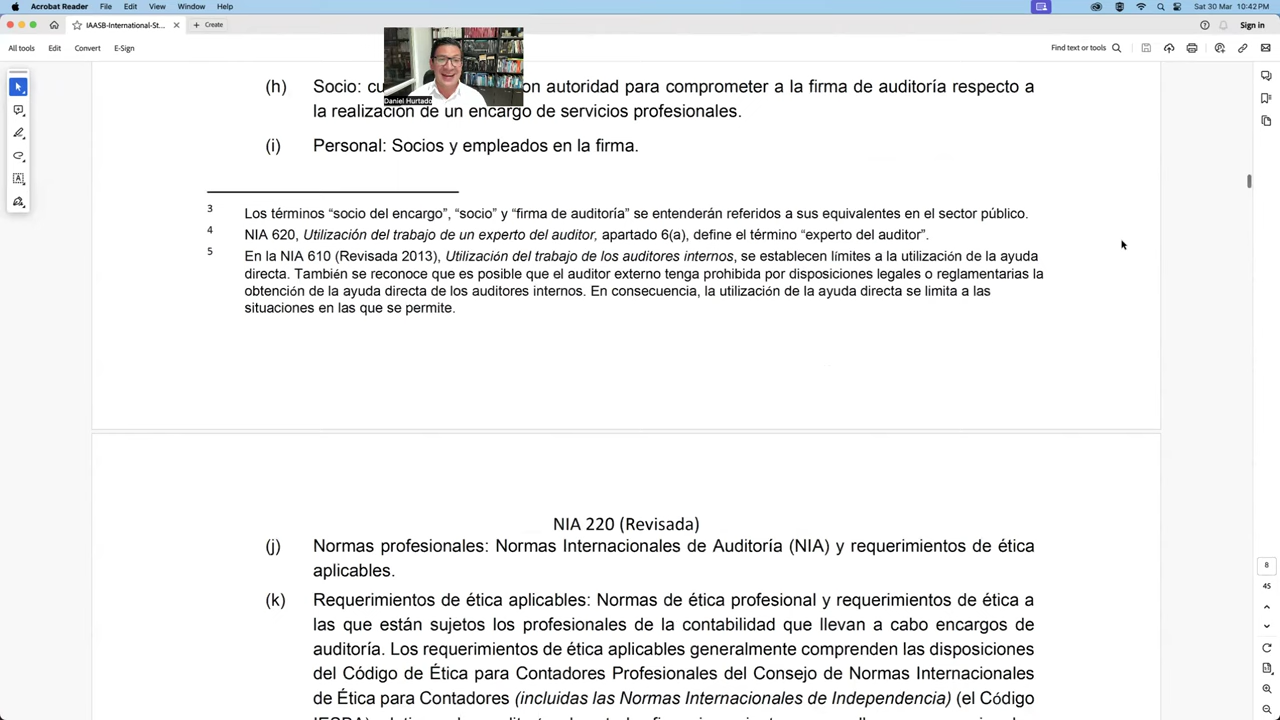 Acrobat Reader File Edit View Window Help Sat 30 Mar 10:42 PM
IAASB-International-St... Create Sign in
All tools Edit Convert E-Sign Find text or tools
Daniel Hurtado
(h) Socio: on autoridad para comprometer a la firma de auditoría respecto a
la realización de un encargo de servicios profesionales.
(i) Personal: Socios y empleados en la firma.
3 Los términos “socio del encargo”, “socio” y “firma de auditoría” se entenderán referidos a sus equivalentes en el sector público.
4 NIA 620, Utilización del trabajo de un experto del auditor, apartado 6(a), define el término “experto del auditor”.
5 En la NIA 610 (Revisada 2013), Utilización del trabajo de los auditores internos, se establecen límites a la utilización de la ayuda
directa. También se reconoce que es posible que el auditor externo tenga prohibida por disposiciones legales o reglamentarias la
obtención de la ayuda directa de los auditores internos. En consecuencia, la utilización de la ayuda directa se limita a las
situaciones en las que se permite.
NIA 220 (Revisada)
(j) Normas profesionales: Normas Internacionales de Auditoría (NIA) y requerimientos de ética
aplicables.
8
(k) Requerimientos de ética aplicables: Normas de ética profesional y requerimientos de ética a
45
las que están sujetos los profesionales de la contabilidad que llevan a cabo encargos de
auditoría. Los requerimientos de ética aplicables generalmente comprenden las disposiciones
del Código de Ética para Contadores Profesionales del Consejo de Normas Internacionales
de Ética para Contadores (incluidas las Normas Internacionales de Independencia) (el Código